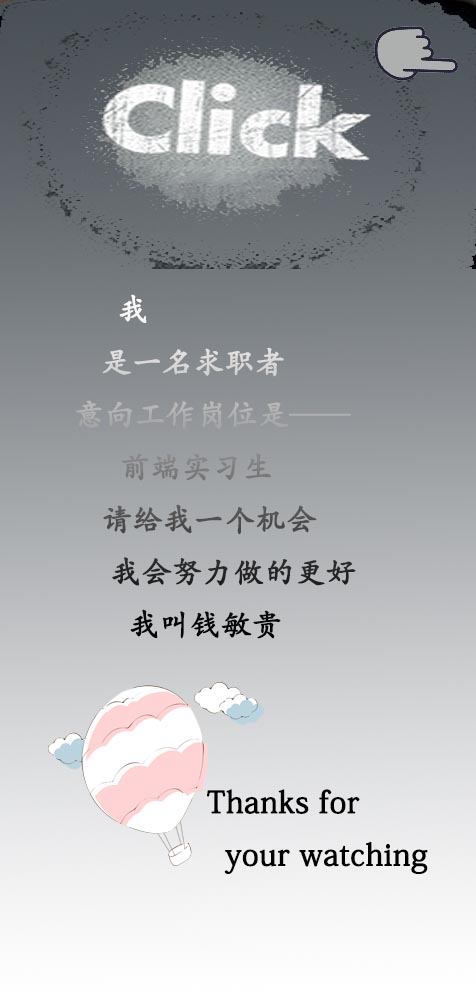 Click
我
是一名求职者
意向工作岗位是——
前端实习生
请给我一个机会
我会努力做的更好
我叫钱敏贵
Thanks for
your watching